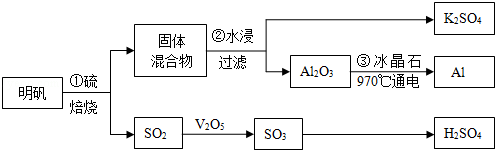 明矾
①硫
焙烧
固体
混合物
②水浸
过滤
K₂SO₄
Al₂O₃
③冰晶石
970℃通电
Al
SO₂
V₂O₅
SO₃
H₂SO₄